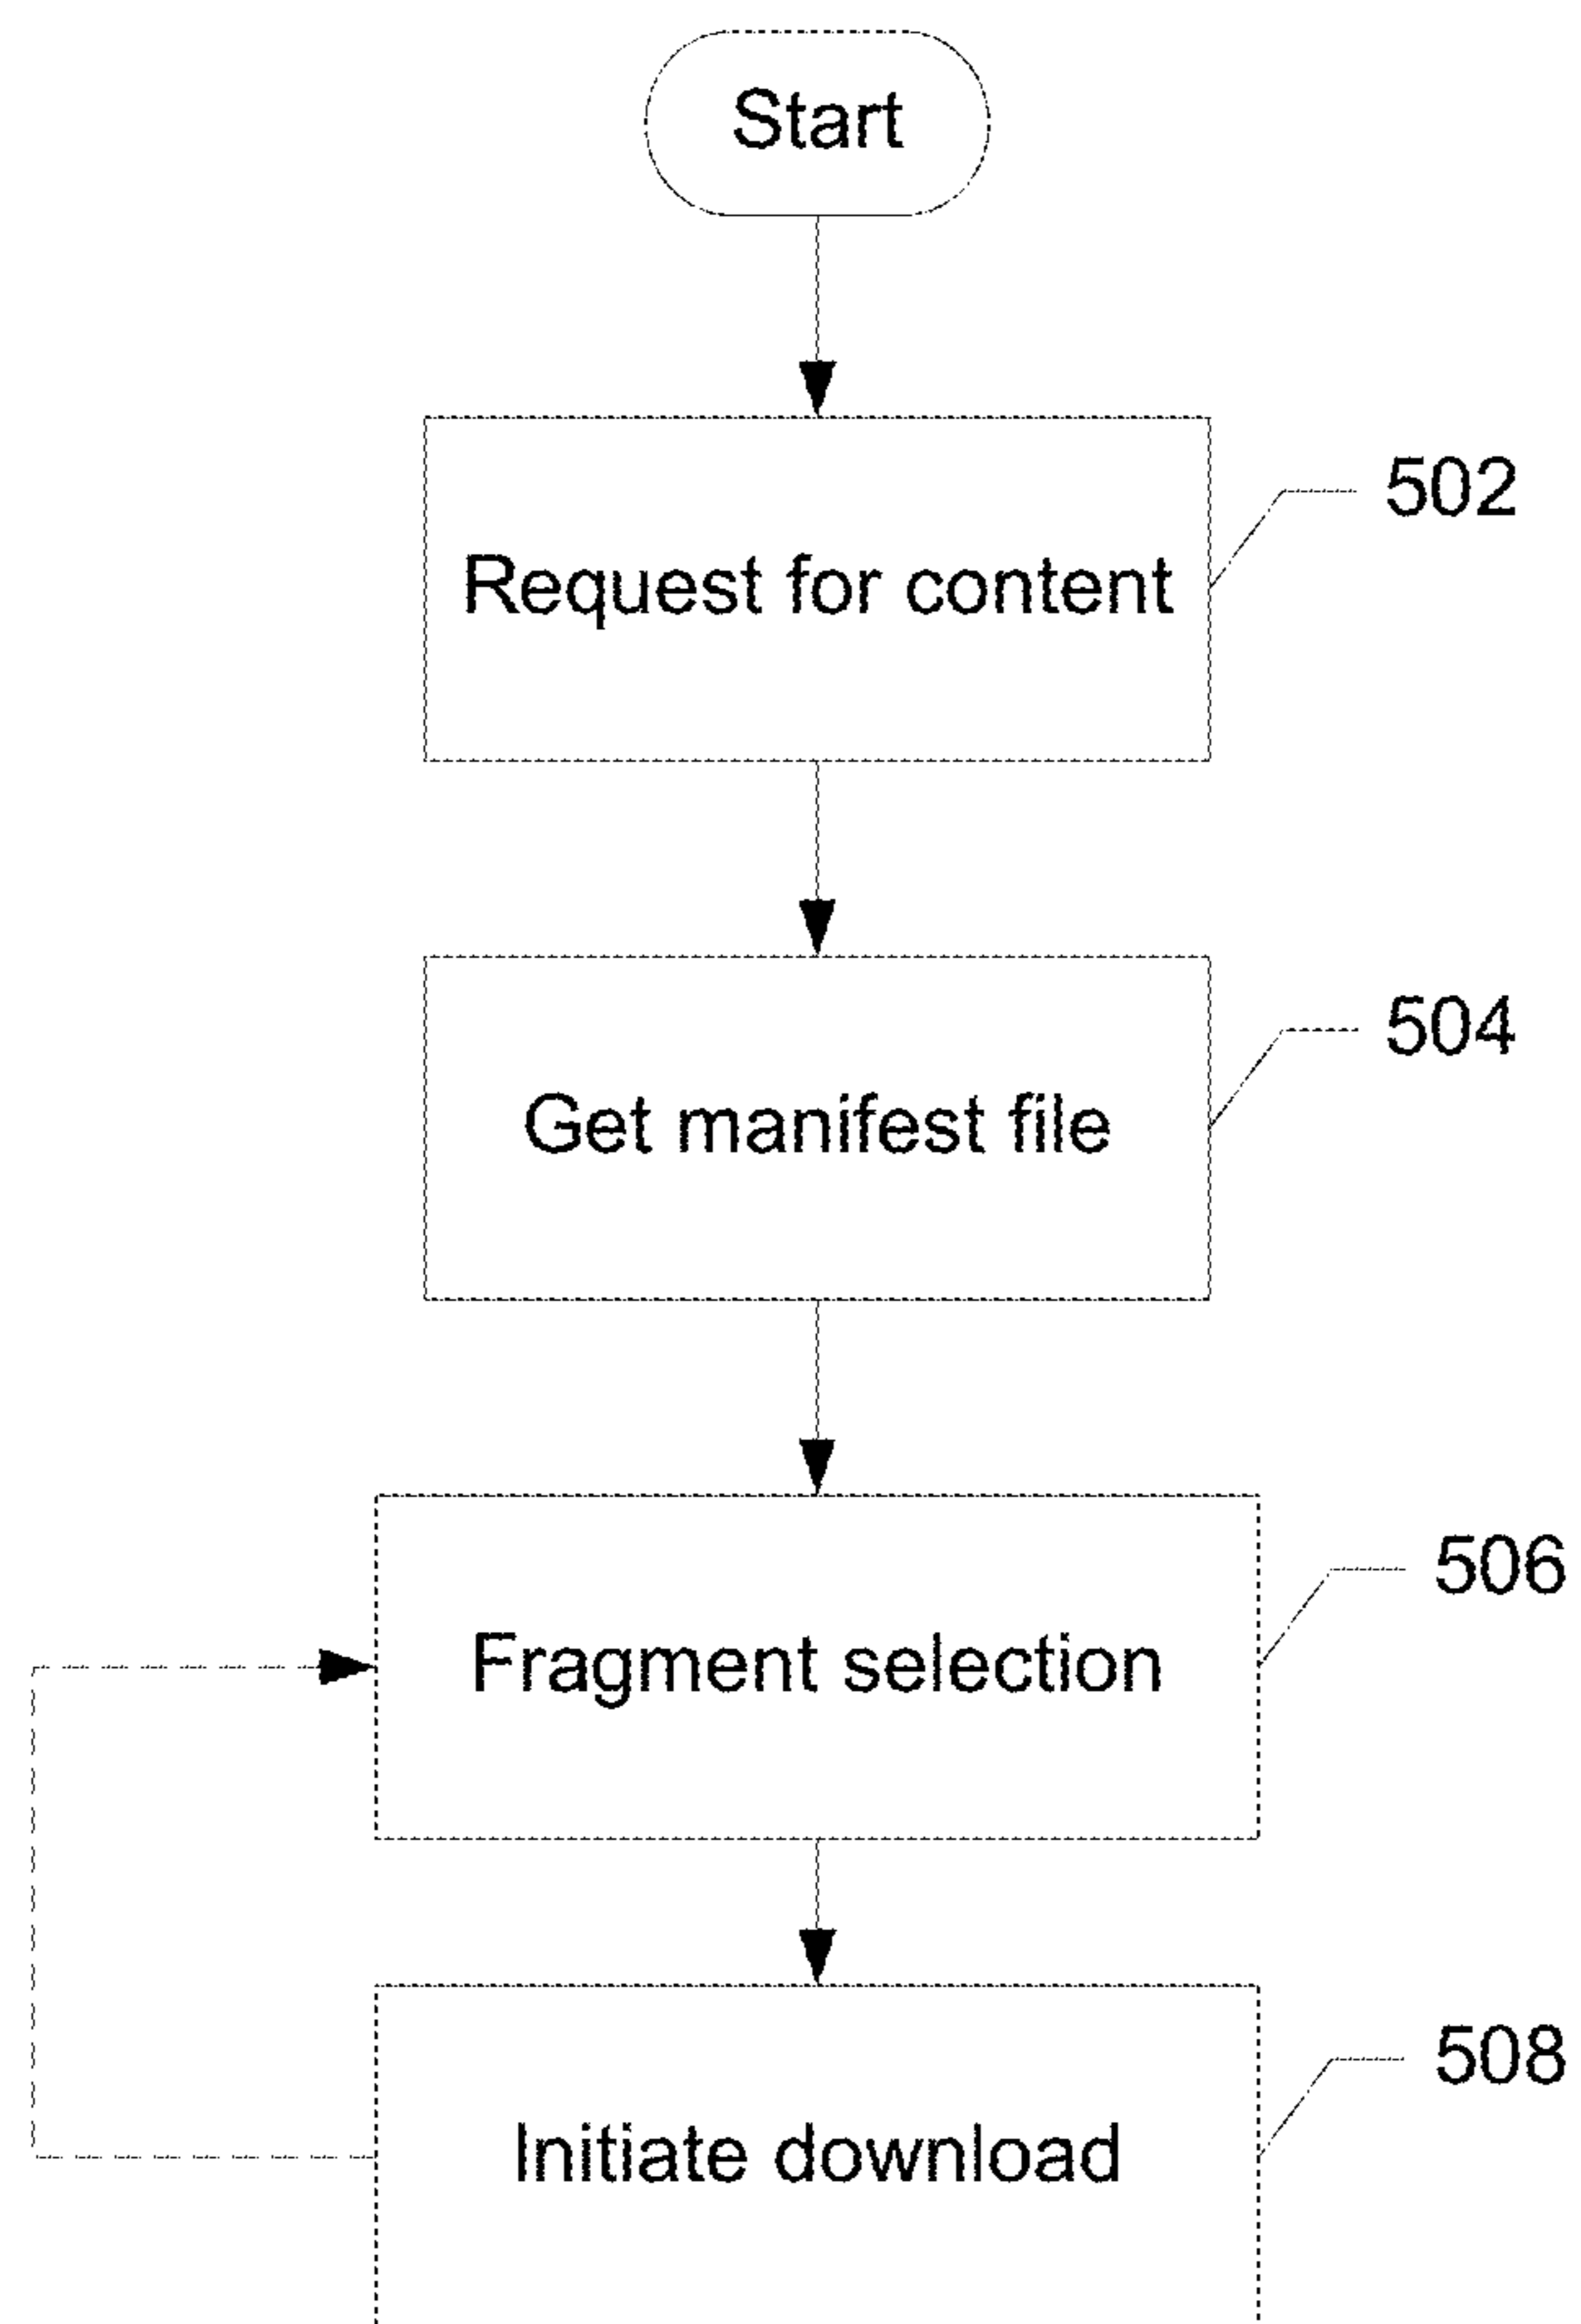 Start
Request for content
502
Get manifest file
504
Fragment selection
506
Initiate download
508